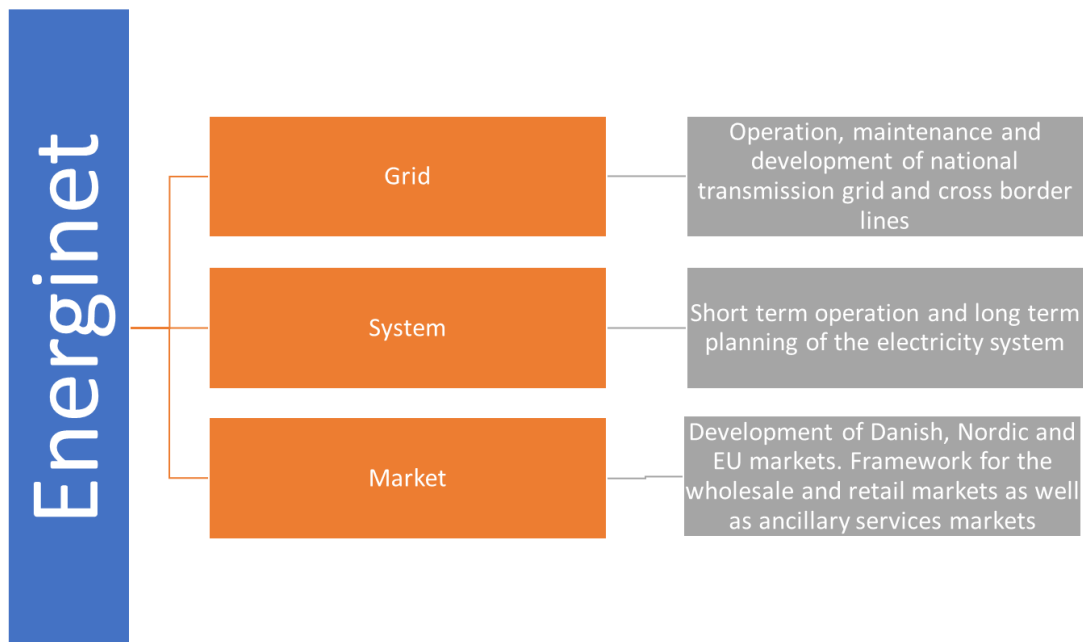 Energinet
Grid
Operation, maintenance and
development of national
transmission grid and cross border
lines
System
Short term operation and long term
planning of the electricity system
Market
Development of Danish, Nordic and
EU markets. Framework for the
wholesale and retail markets as well
as ancillary services markets